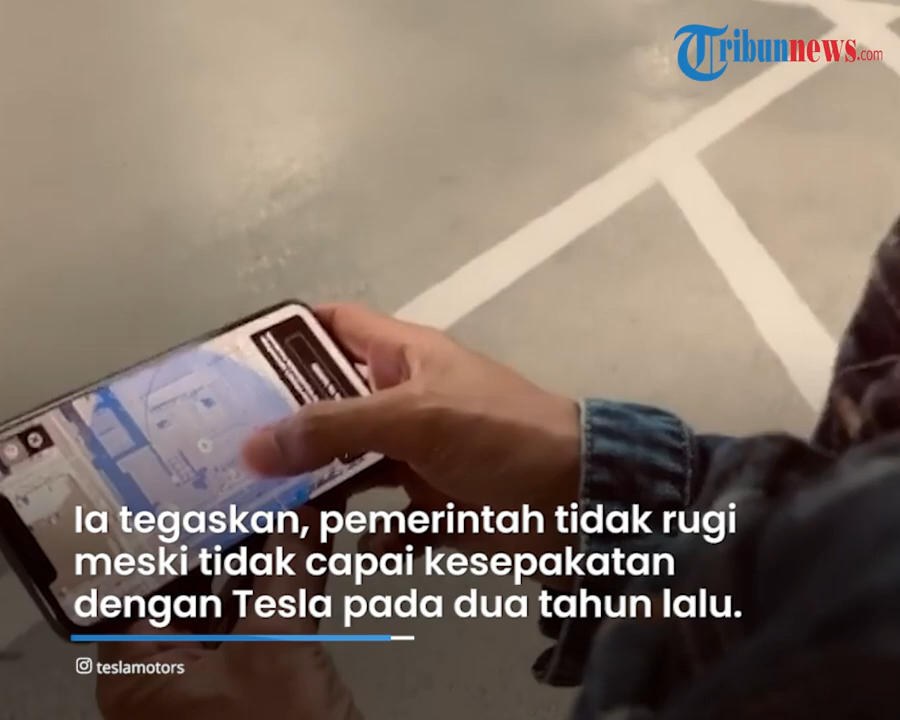 Tribunnews.com
Ia tegaskan, pemerintah tidak rugi
meski tidak capai kesepakatan
dengan Tesla pada dua tahun lalu.
teslamotors